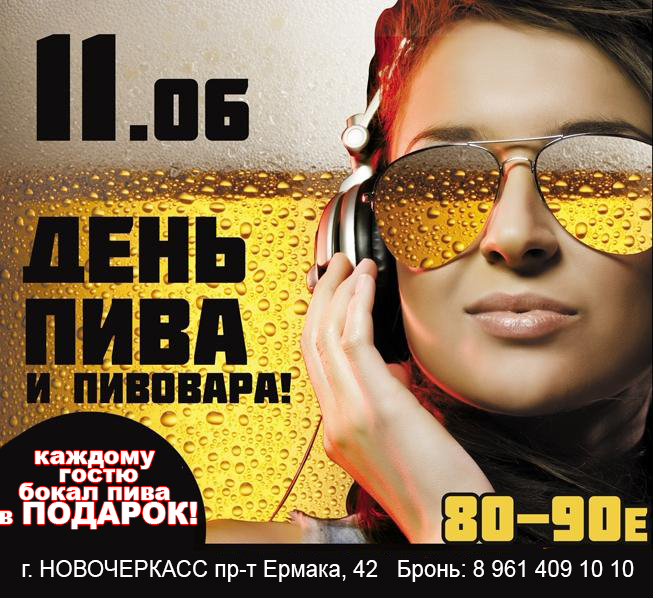 11.06
ДЕНЬ
ПИВА
И ПИВОВАРА!
каждому
гостю
бокал пива
в ПОДАРОК!
80-90Е
г. НОВОЧЕРКАСС пр-т Ермака, 42 Бронь: 8 961 409 10 10